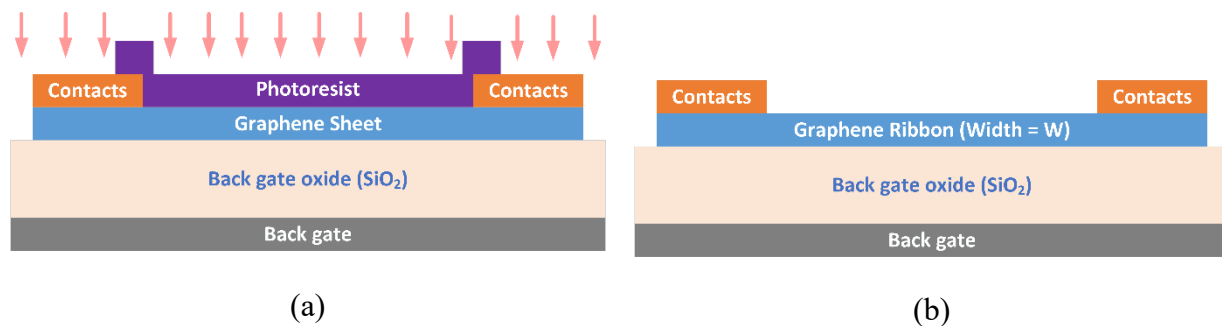 Contacts Photoresist Contacts
Graphene Sheet
Back gate oxide (SiO₂)
Back gate
(a)
Contacts Contacts
Graphene Ribbon (Width = W)
Back gate oxide (SiO₂)
Back gate
(b)